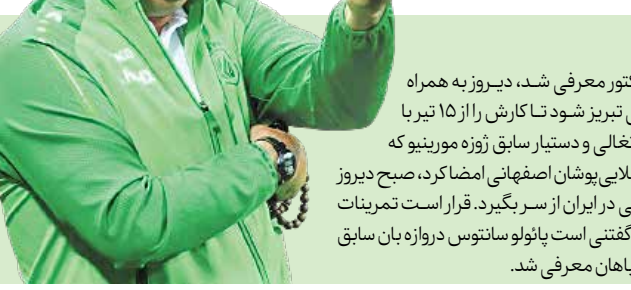 کتور معرفی شد، دیروز به همراه
ی تبریز شود تا کارش را از ۱۵ تیر با
تغالی و دستیار سابق ژوزه مورینیو که
لایی‌پوشان اصفهانی امضا کرد، صبح دیروز
ی در ایران از سر بگیرد. قرار است تمرینات
گفتنی است پائولو سانتوس دروازه بان سابق
باهان معرفی شد.